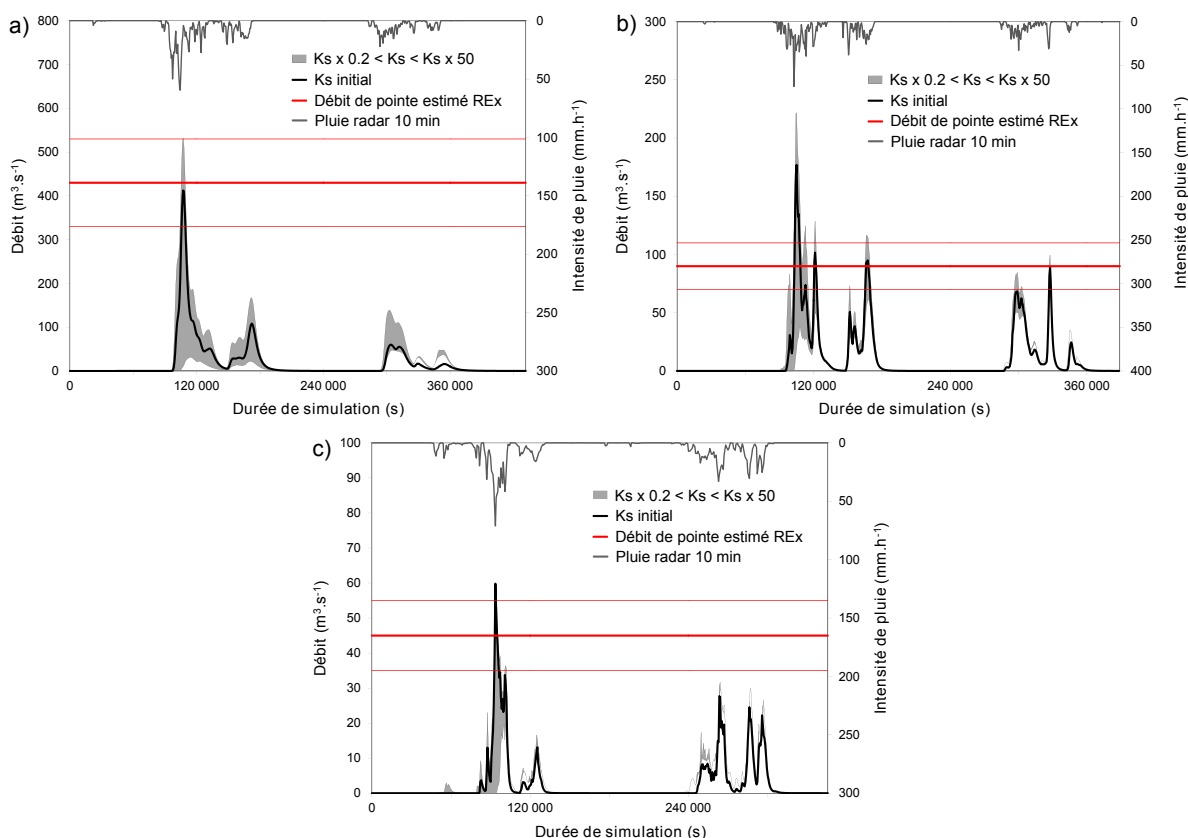 a)
800
700
600
500
400
300
200
100
0
Débit (m³.s⁻¹)
0
50
100
150
200
250
300
Intensité de pluie (mm.h⁻¹)
Ks x 0.2 < Ks < Ks x 50
Ks initial
Débit de pointe estimé REx
Pluie radar 10 min
0
120 000
240 000
360 000
Durée de simulation (s)
b)
300
250
200
150
100
50
0
Débit (m³.s⁻¹)
0
50
100
150
200
250
300
350
400
Intensité de pluie (mm.h⁻¹)
Ks x 0.2 < Ks < Ks x 50
Ks initial
Débit de pointe estimé REx
Pluie radar 10 min
0
120 000
240 000
360 000
Durée de simulation (s)
c)
100
90
80
70
60
50
40
30
20
10
0
Débit (m³.s⁻¹)
0
50
100
150
200
250
300
Intensité de pluie (mm.h⁻¹)
Ks x 0.2 < Ks < Ks x 50
Ks initial
Débit de pointe estimé REx
Pluie radar 10 min
0
120 000
240 000
Durée de simulation (s)